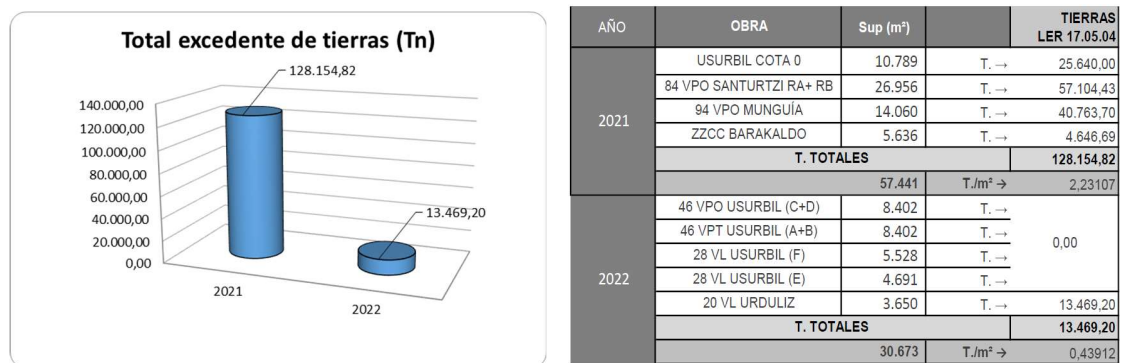 Total excedente de tierras (Tn)
128.154,82
140.000,00
120.000,00
100.000,00
80.000,00
60.000,00
40.000,00
20.000,00
0,00
13.469,20
2021
2022
AÑO OBRA Sup (m²) TIERRAS LER 17.05.04
2021
USURBIL COTA 0 10.789 T. → 25.640,00
84 VPO SANTURTZI RA+ RB 26.956 T. → 57.104,43
94 VPO MUNGUÍA 14.060 T. → 40.763,70
ZZCC BARAKALDO 5.636 T. → 4.646,69
T. TOTALES 128.154,82
57.441 T./m² → 2,23107
2022
46 VPO USURBIL (C+D) 8.402 T. →
46 VPT USURBIL (A+B) 8.402 T. →
0,00
28 VL USURBIL (F) 5.528 T. →
28 VL USURBIL (E) 4.691 T. →
20 VL URDULIZ 3.650 T. → 13.469,20
T. TOTALES 13.469,20
30.673 T./m² → 0,43912